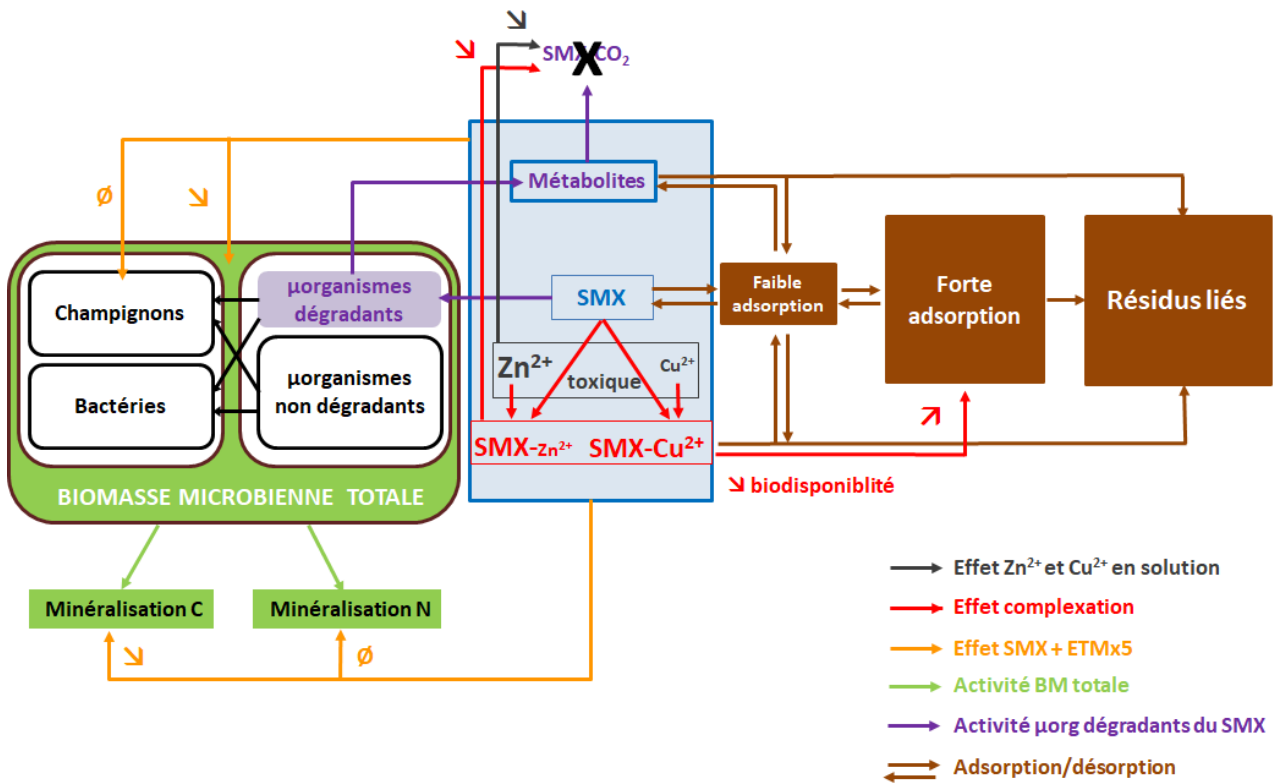 SMX-CO₂
X
Ø
Métabolites
Champignons
µorganismes
dégradants
SMX
Faible
adsorption
Forte
adsorption
Résidus liés
Bactéries
µorganismes
non dégradants
Zn²⁺
toxique
Cu²⁺
SMX-Zn²⁺ SMX-Cu²⁺
BIOMASSE MICROBIENNE TOTALE
biodisponiblité
Minéralisation C
Minéralisation N
Ø
Effet Zn²⁺ et Cu²⁺ en solution
Effet complexation
Effet SMX + ETMx5
Activité BM totale
Activité µorg dégradants du SMX
Adsorption/désorption